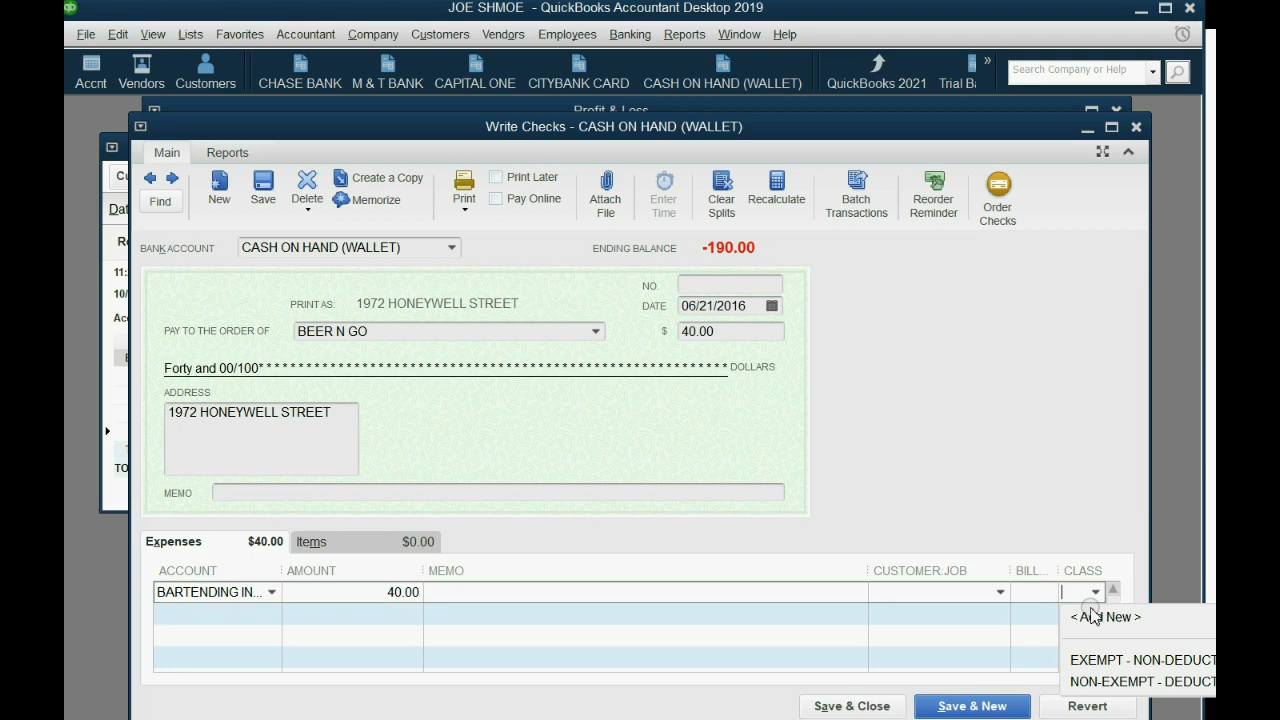 JOE SHMOE - QuickBooks Accountant Desktop 2019
File Edit View Lists Favorites Accountant Company Customers Vendors Employees Banking Reports Window Help
Accnt Vendors Customers CHASE BANK M & T BANK CAPITAL ONE CITYBANK CARD CASH ON HAND (WALLET) QuickBooks 2021 Trial Ba »
Search Company or Help
Profit & Loss
Write Checks - CASH ON HAND (WALLET)
Main Reports
Find New Save Delete Create a Copy Memorize Print Print Later Pay Online
Attach File Enter Time Clear Splits Recalculate Batch Transactions Reorder Reminder Order Checks
BANK ACCOUNT CASH ON HAND (WALLET) ENDING BALANCE -190.00
NO.
PRINT AS: 1972 HONEYWELL STREET DATE 06/21/2016
PAY TO THE ORDER OF BEER N GO $ 40.00
Forty and 00/100* * * * * * * * * * * * * * * * * * * * * * * * * * * * * * * * * * * * * * * * * * * * * * * * * * * * * * * * * * * DOLLARS
ADDRESS
1972 HONEYWELL STREET
MEMO
Expenses $40.00 Items $0.00
ACCOUNT AMOUNT MEMO CUSTOMER:JOB BILL... CLASS
BARTENDING IN... 40.00
< Add New >
EXEMPT - NON-DEDUCT
NON-EXEMPT - DEDUCT
Save & Close Save & New Revert